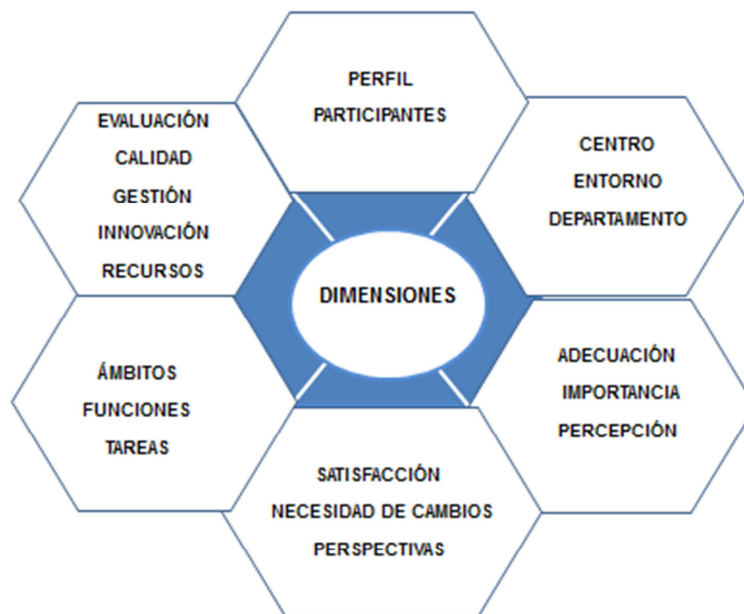 PERFIL
PARTICIPANTES
EVALUACIÓN
CALIDAD
GESTIÓN
INNOVACIÓN
RECURSOS
CENTRO
ENTORNO
DEPARTAMENTO
DIMENSIONES
ÁMBITOS
FUNCIONES
TAREAS
ADECUACIÓN
IMPORTANCIA
PERCEPCIÓN
SATISFACCIÓN
NECESIDAD DE CAMBIOS
PERSPECTIVAS